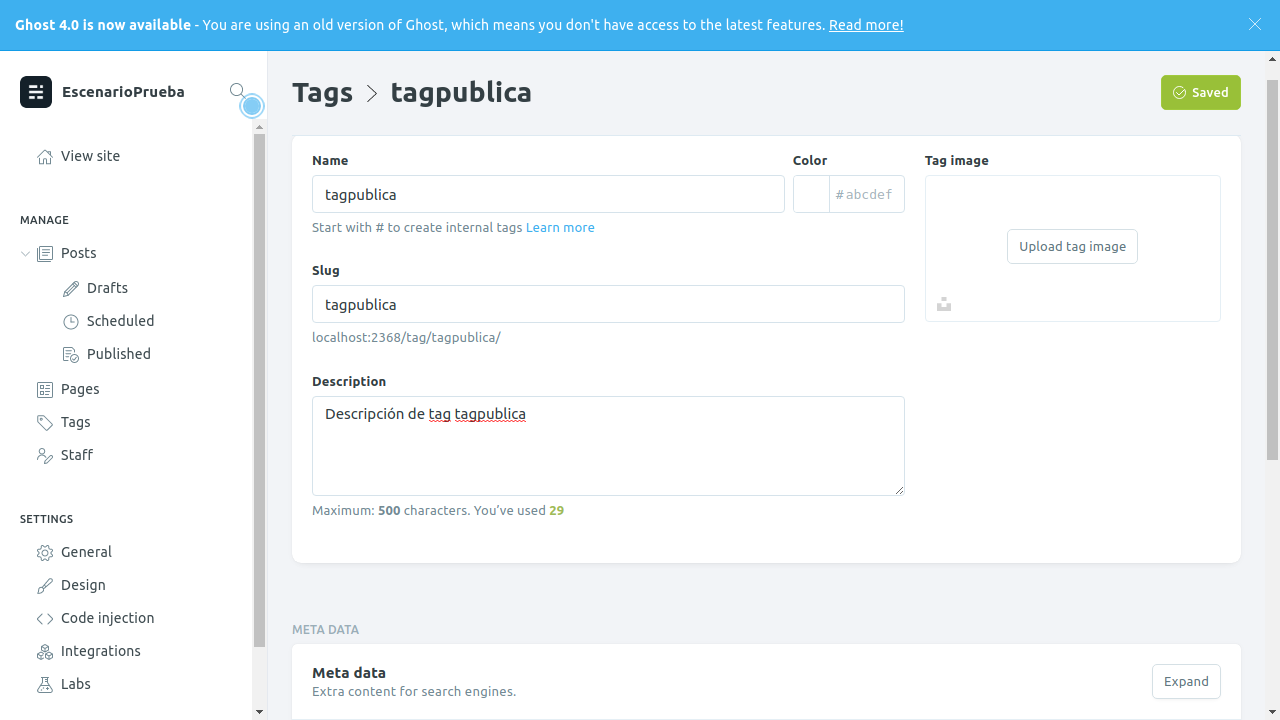 Ghost 4.0 is now available - You are using an old version of Ghost, which means you don't have access to the latest features. Read more!
EscenarioPrueba
View site
MANAGE
Posts
Drafts
Scheduled
Published
Pages
Tags
Staff
SETTINGS
General
Design
Code injection
Integrations
Labs
Tags > tagpublica
Saved
Name
tagpublica
Start with # to create internal tags Learn more
Color
#abcdef
Slug
tagpublica
localhost:2368/tag/tagpublica/
Description
Descripción de tag tagpublica
Maximum: 500 characters. You’ve used 29
Tag image
Upload tag image
META DATA
Meta data
Extra content for search engines.
Expand